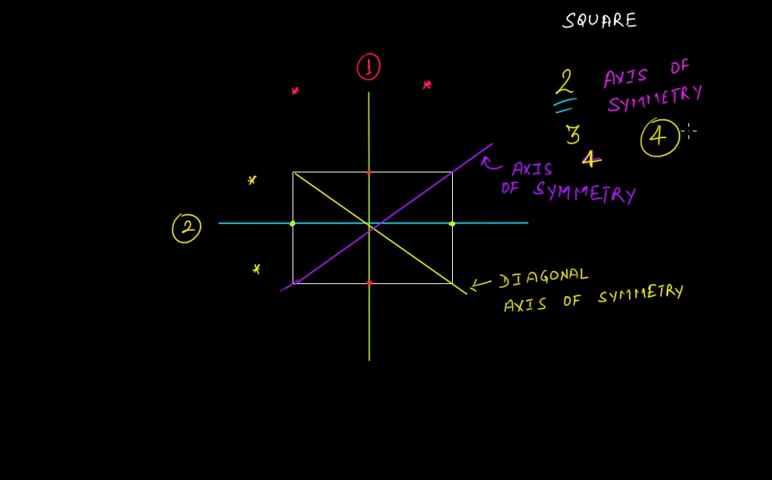 SQUARE
①
2 AXIS OF
SYMMETRY
3
4
④
AXIS
OF SYMMETRY
②
DIAGONAL
AXIS OF SYMMETRY